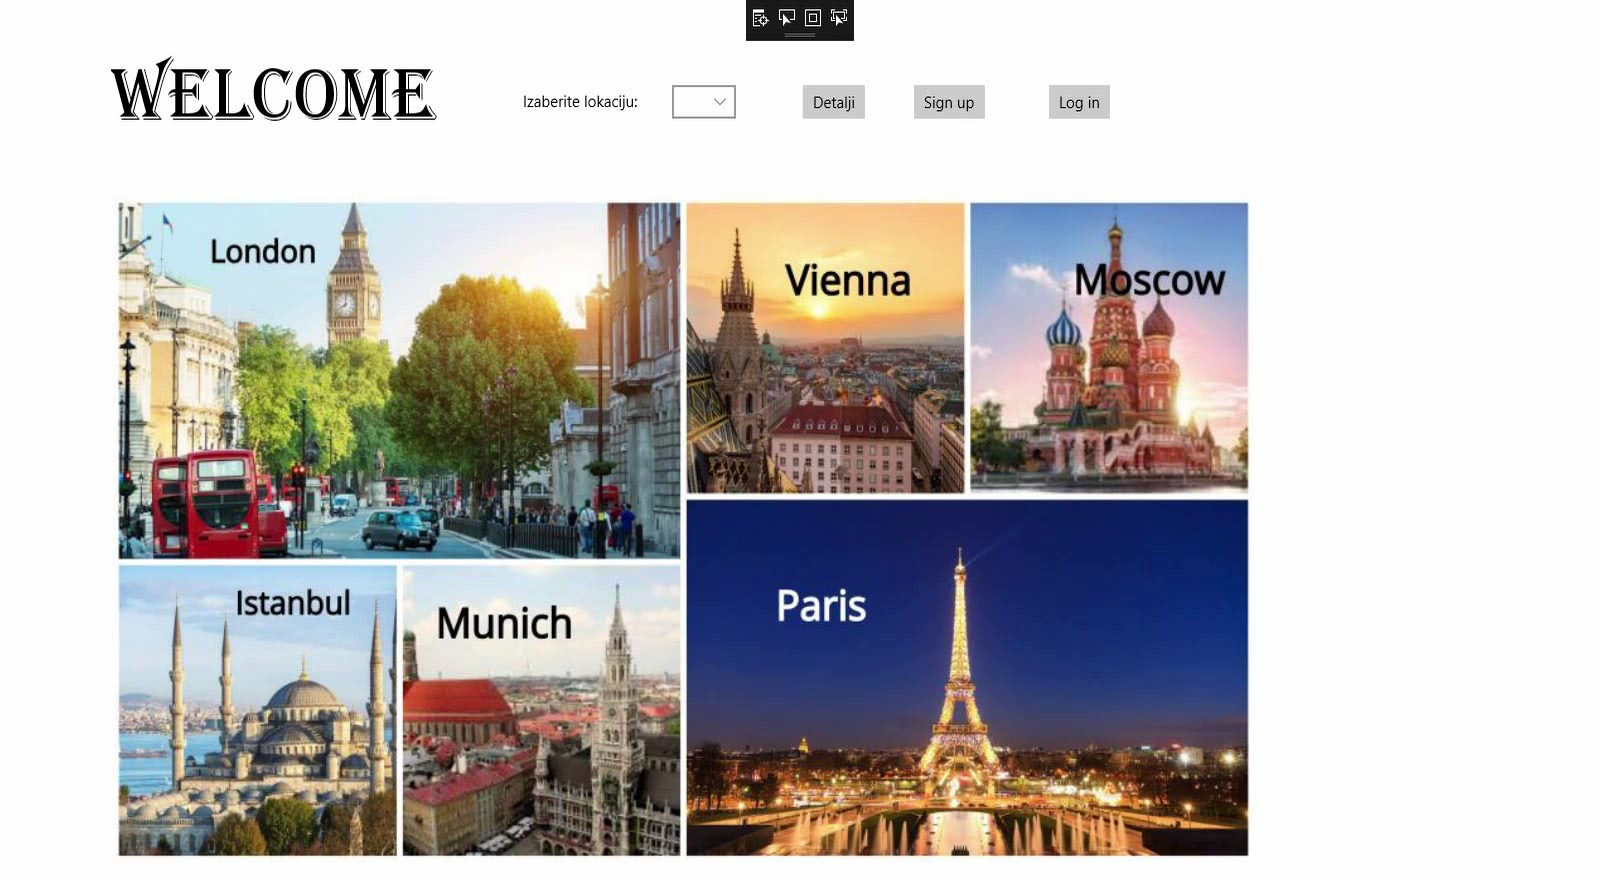 WELCOME
Izaberite lokaciju:
Detalji
Sign up
Log in
London
Vienna
Moscow
Istanbul
Munich
Paris